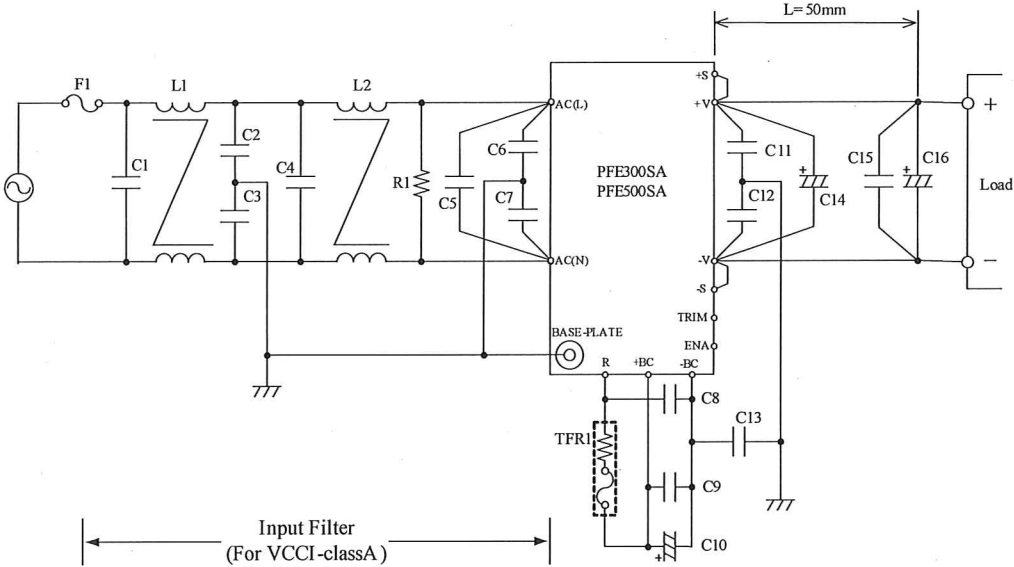 L=50mm
F1
L1
L2
+S
AC(L)
+V
C2
C6
C11
C1
C4
R1
PFE300SA
C15
C16
+
+
+
PFE500SA
C3
C5
C7
C12
C14
Load
AC(N)
-V
−
-S
TRIM
BASE-PLATE
ENA
R
+BC
-BC
C8
C13
TFR1
C9
Input Filter
C10
+
(For VCCI-classA)